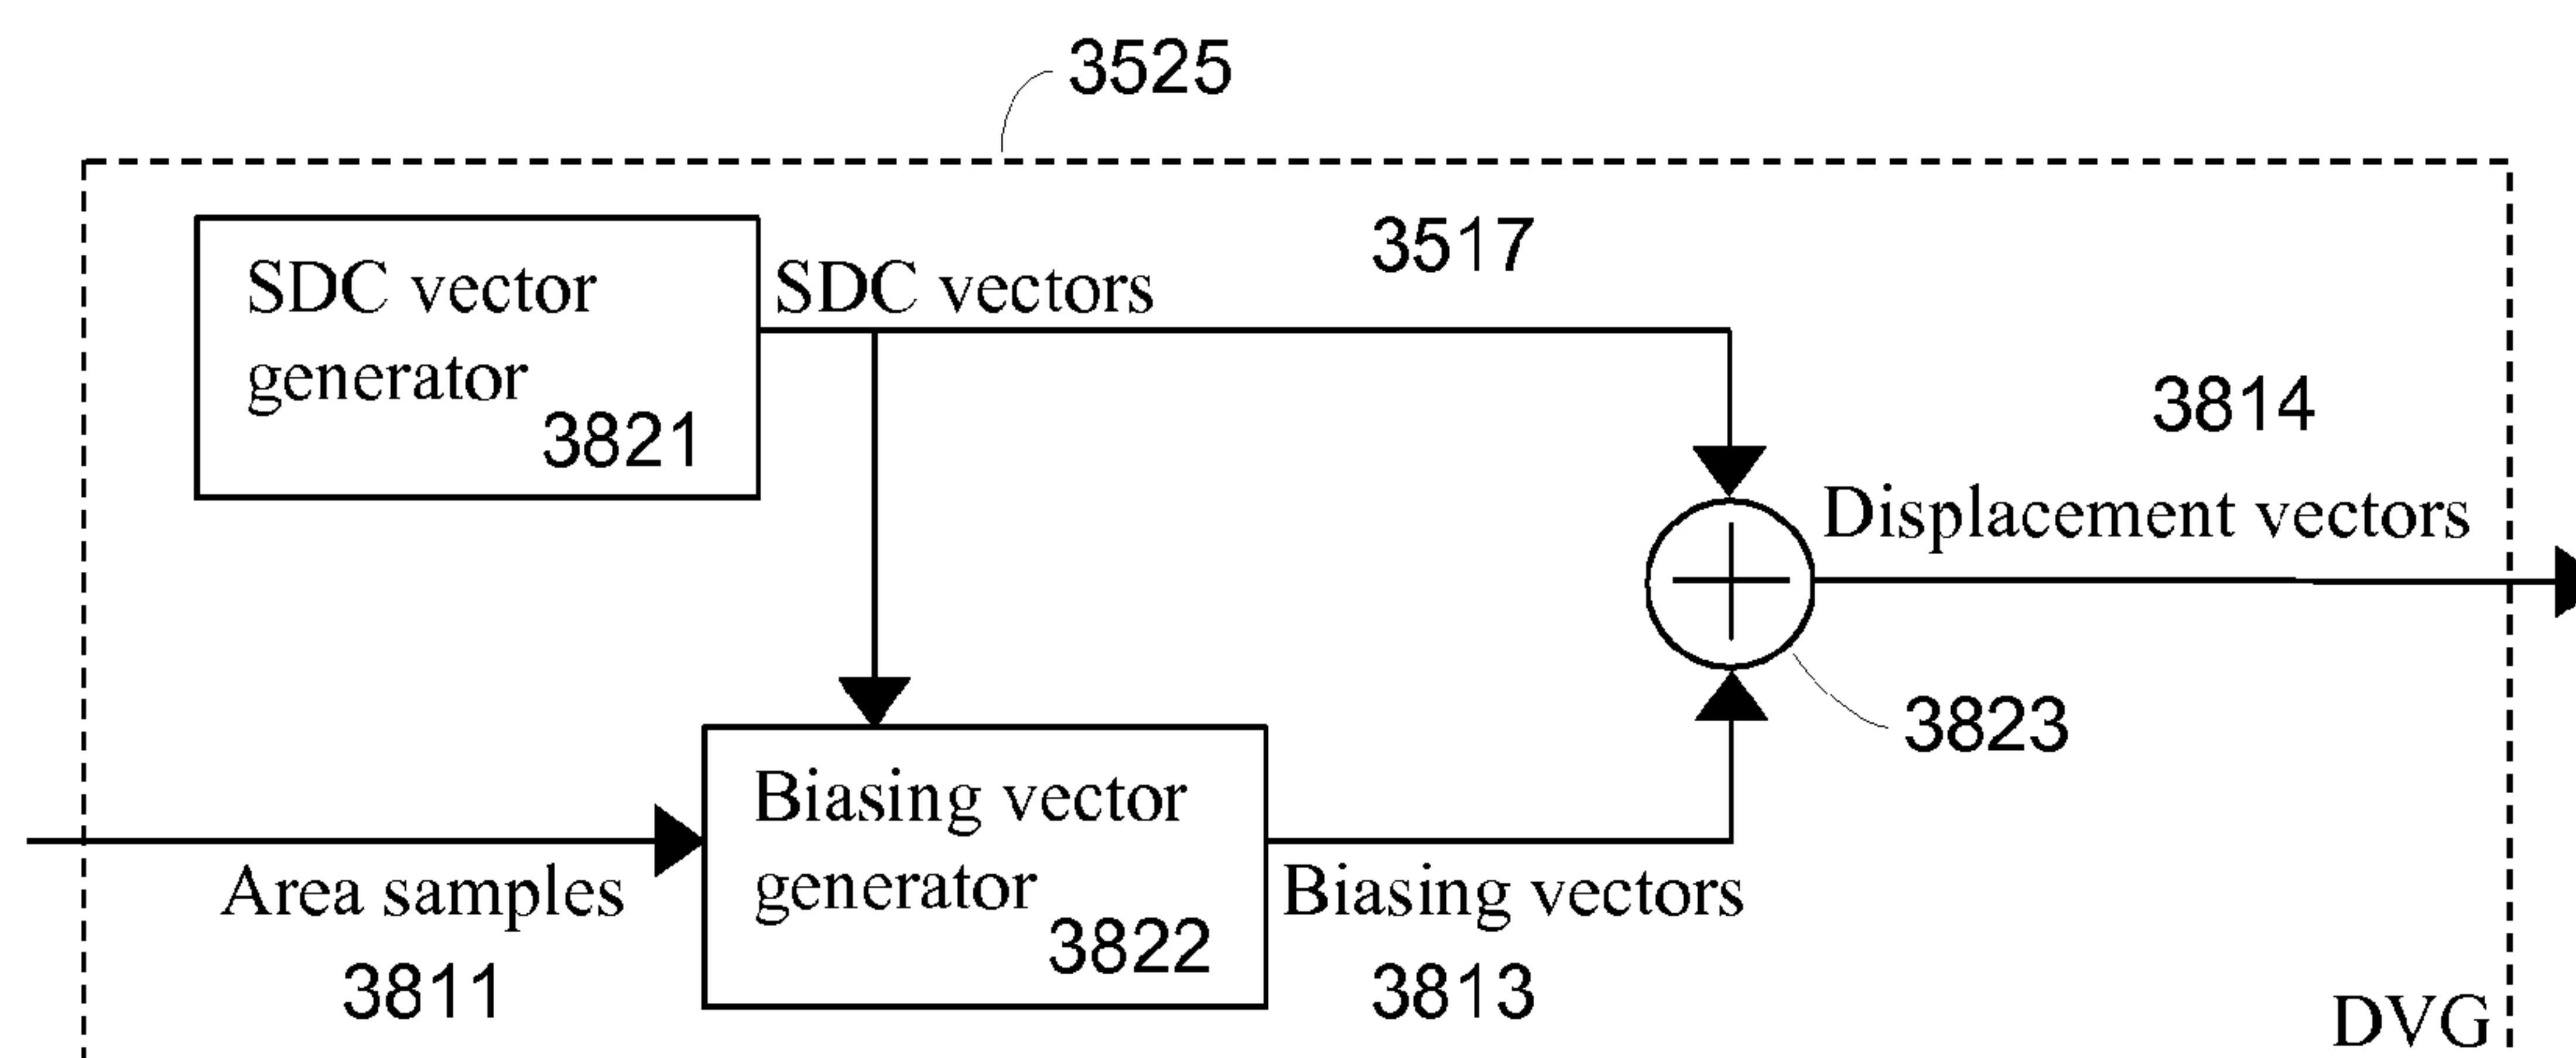 3525
3517
SDC vector
generator
3821
SDC vectors
3814
Displacement vectors
3823
Area samples
3811
Biasing vector
generator
3822
Biasing vectors
3813
DVG